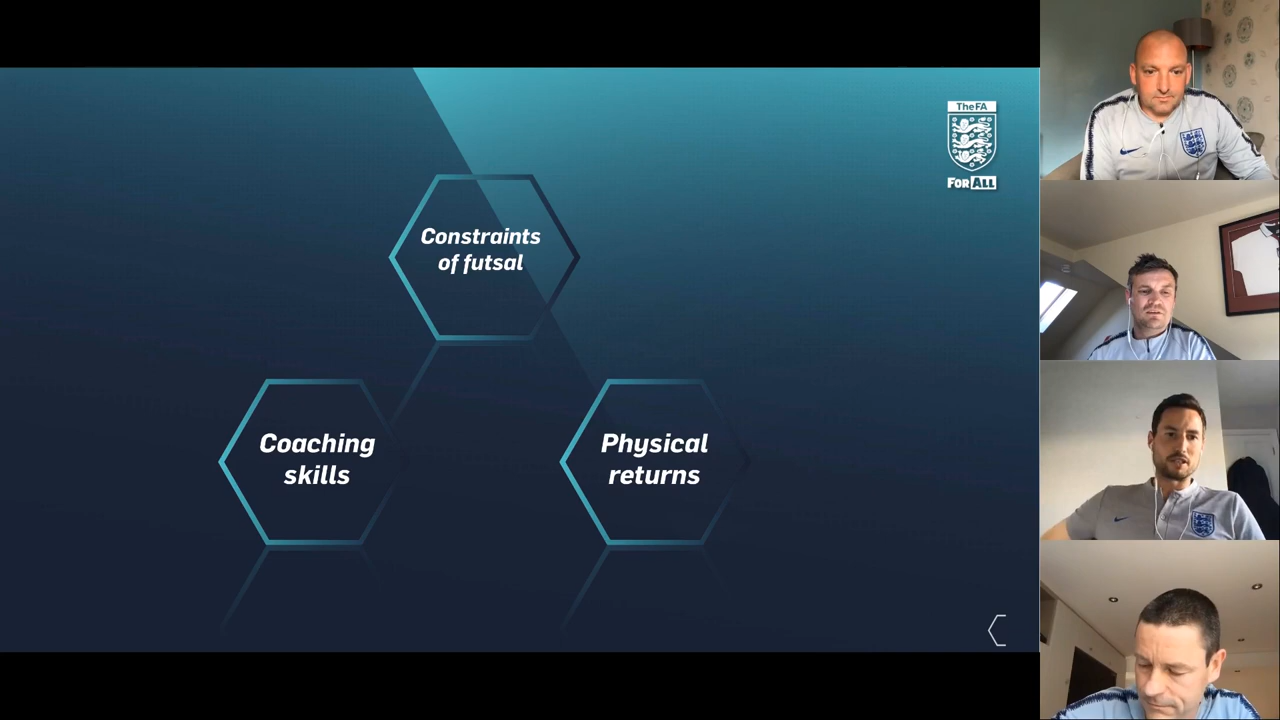 The FA
FOR ALL
Constraints
of futsal
Coaching
skills
Physical
returns